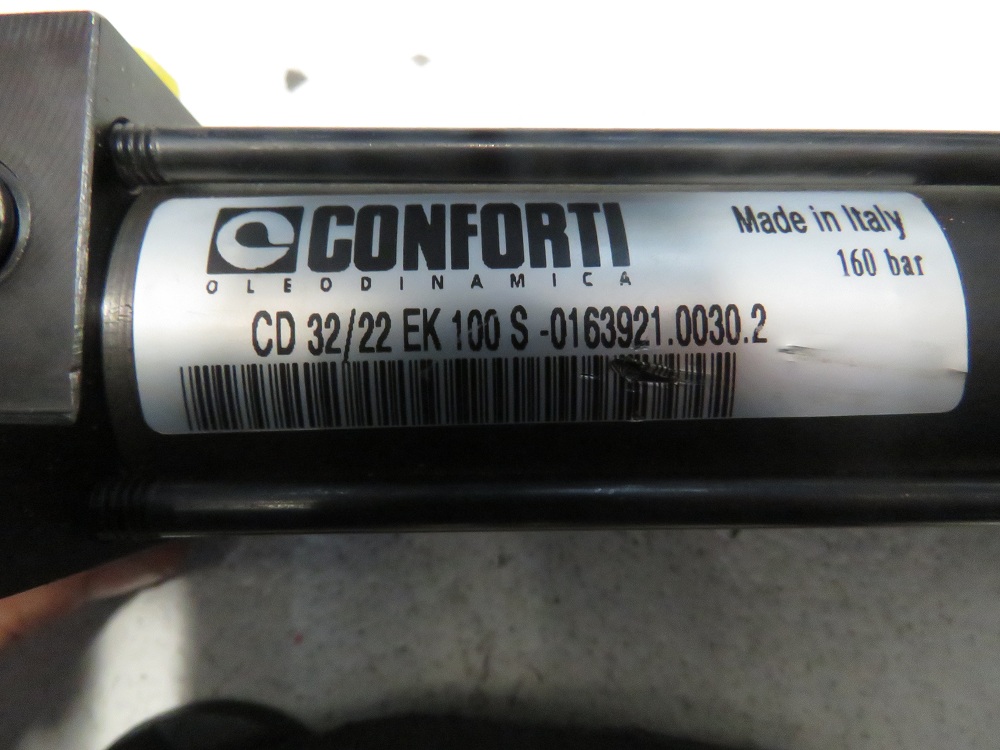 CONFORTI
OLEODINAMICA
Made in Italy
160 bar
CD 32/22 EK 100 S -0163921.0030.2